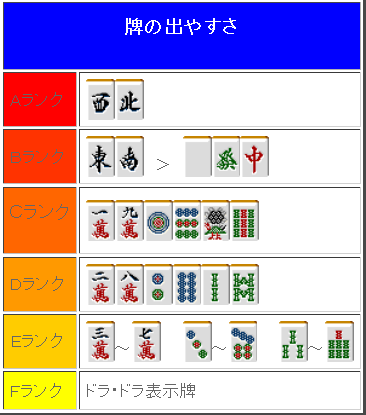 牌の出やすさ
Aランク 西 北
Bランク 東 南 > 發 中
Cランク 一萬 九萬
Dランク 二萬 八萬
Eランク 三萬~七萬 ~ ~
Fランク ドラ・ドラ表示牌